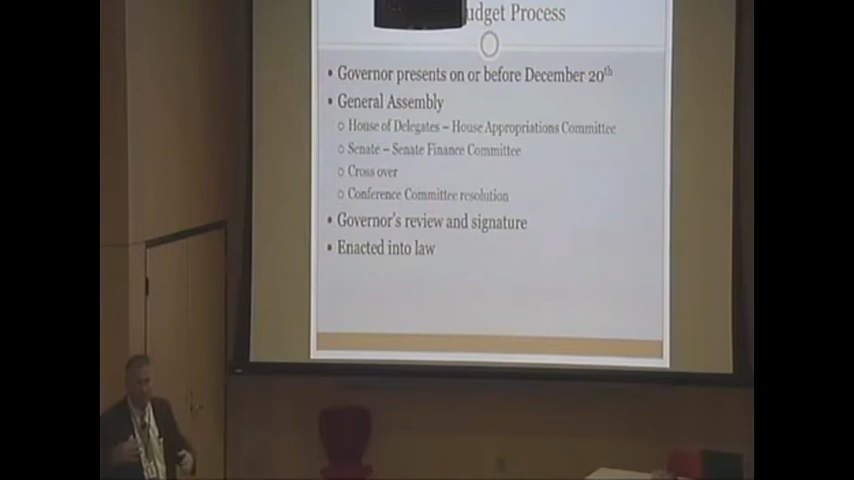 udget Process
• Governor presents on or before December 20th
• General Assembly
○ House of Delegates – House Appropriations Committee
○ Senate – Senate Finance Committee
○ Cross over
○ Conference Committee resolution
• Governor's review and signature
• Enacted into law